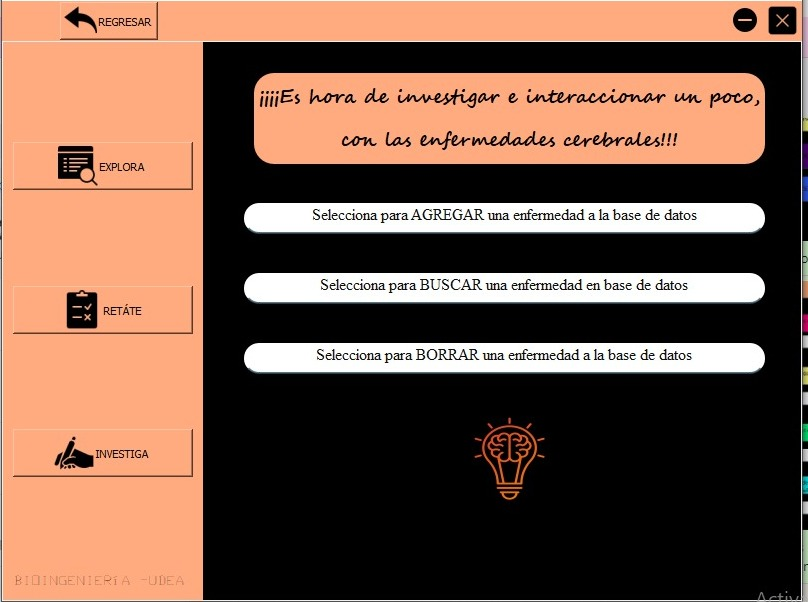 REGRESAR
¡¡¡¡Es hora de investigar e interaccionar un poco,
con las enfermedades cerebrales!!!
EXPLORA
Selecciona para AGREGAR una enfermedad a la base de datos
Selecciona para BUSCAR una enfermedad en base de datos
RETÁTE
Selecciona para BORRAR una enfermedad a la base de datos
INVESTIGA
BIOINGENIERíA -UDEA